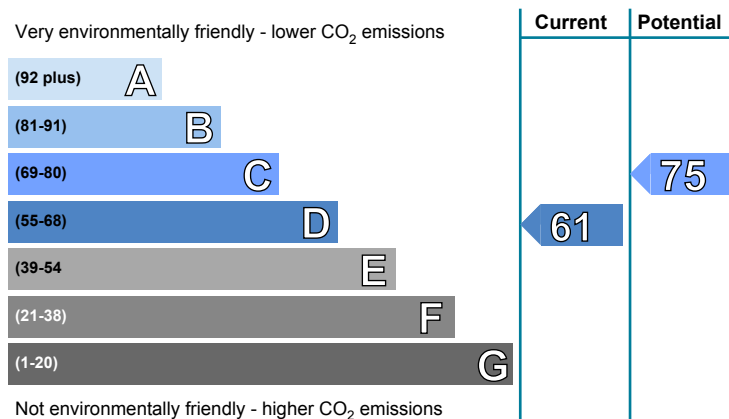 Current Potential
Very environmentally friendly - lower CO₂ emissions
(92 plus) A
(81-91) B
(69-80) C
75
(55-68) D
61
(39-54 E
(21-38) F
(1-20) G
Not environmentally friendly - higher CO₂ emissions